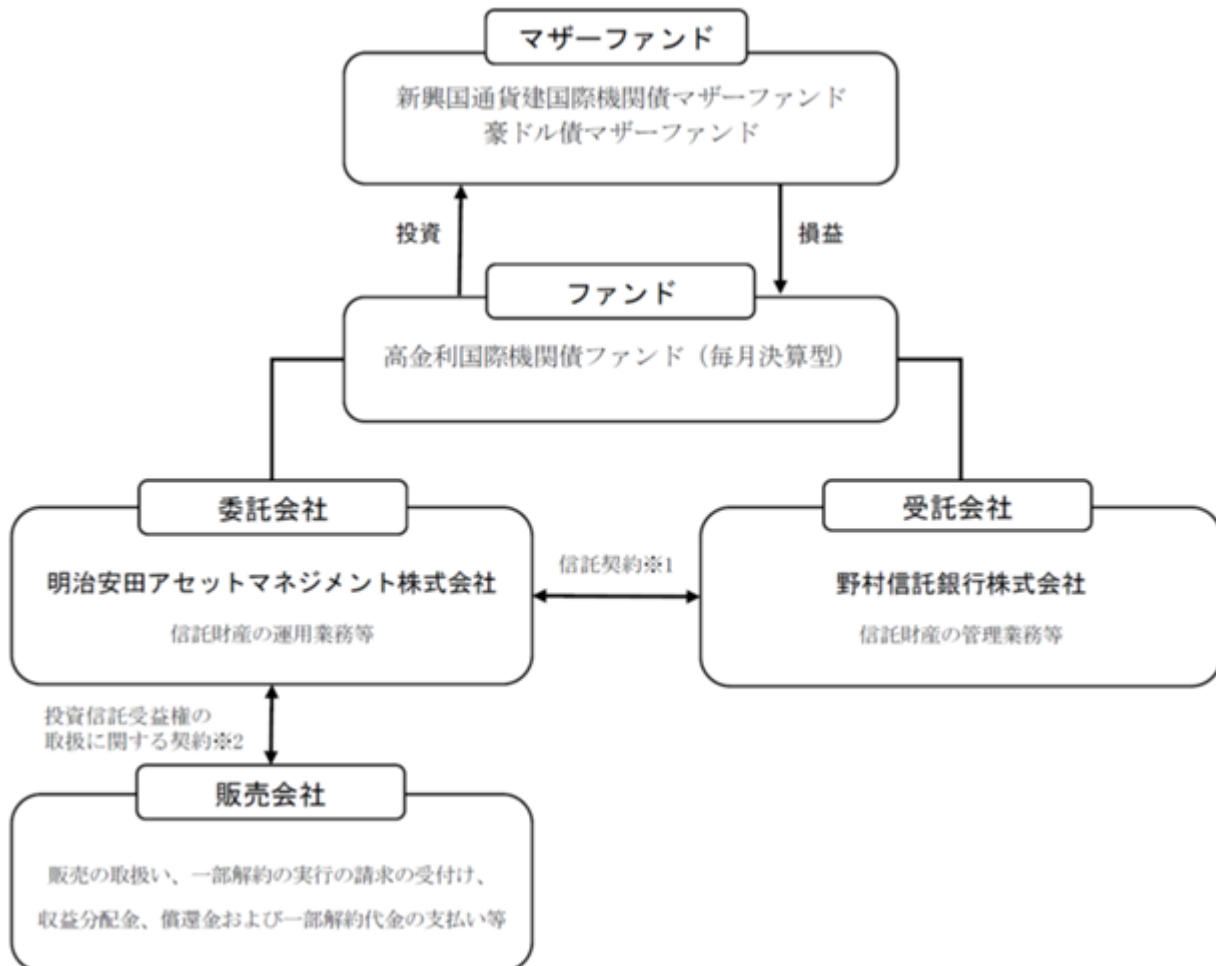 マザーファンド
新興国通貨建国際機関債マザーファンド
豪ドル債マザーファンド
投資
損益
ファンド
高金利国際機関債ファンド（毎月決算型）
委託会社
明治安田アセットマネジメント株式会社
信託財産の運用業務等
信託契約※1
受託会社
野村信託銀行株式会社
信託財産の管理業務等
投資信託受益権の
取扱に関する契約※2
販売会社
販売の取扱い、一部解約の実行の請求の受付け、
収益分配金、償還金および一部解約代金の支払い等